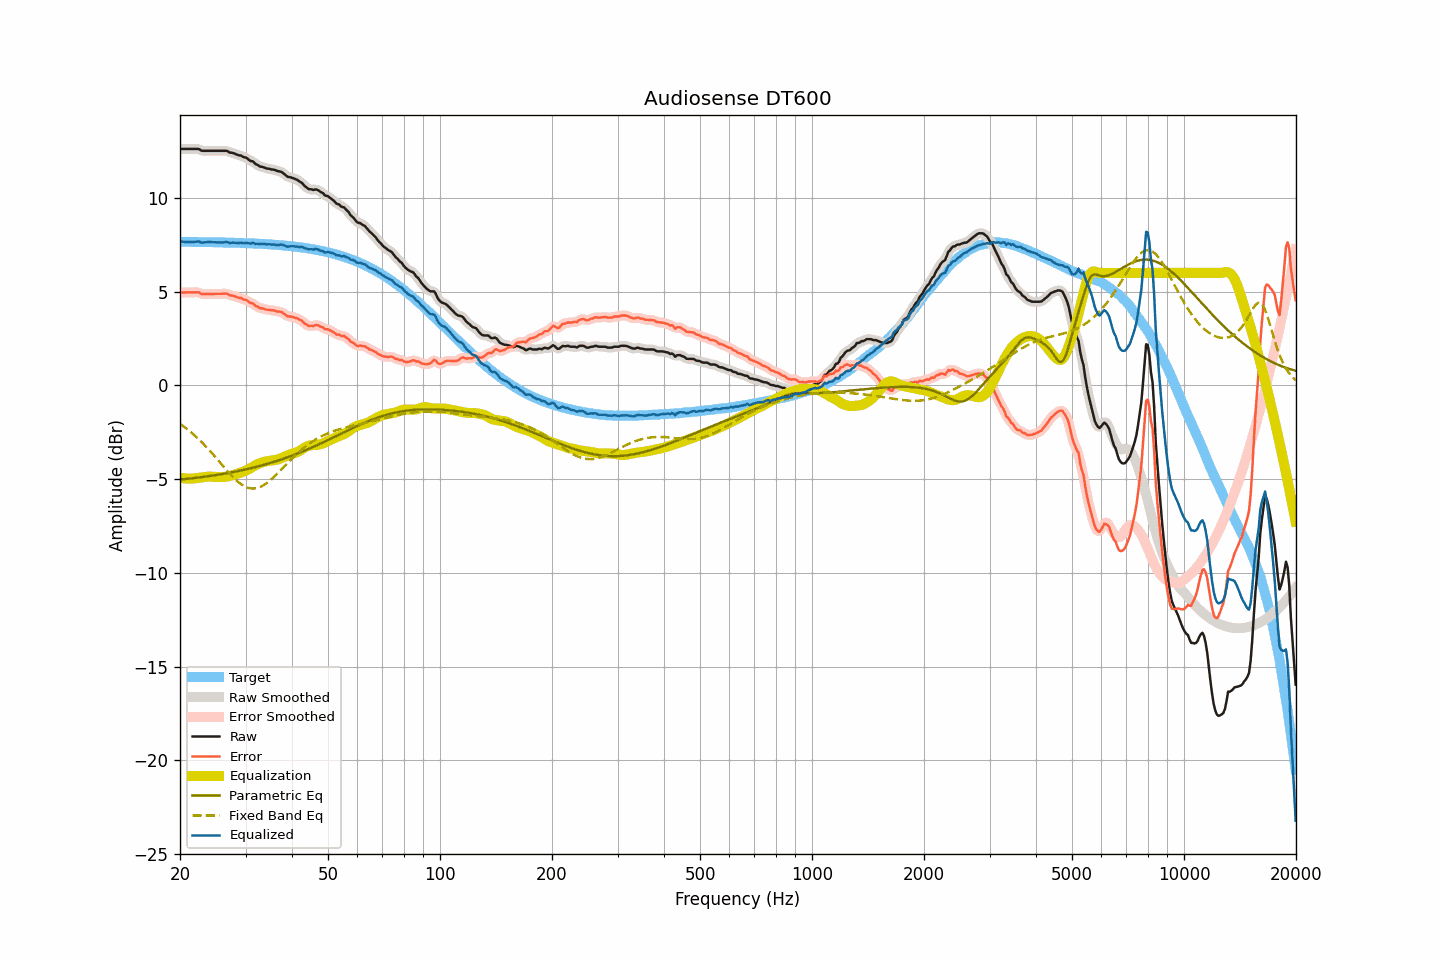 Audiosense DT600
Amplitude (dBr)
10
5
0
−5
−10
−15
−20
−25
Target
Raw Smoothed
Error Smoothed
Raw
Error
Equalization
Parametric Eq
Fixed Band Eq
Equalized
20 50 100 200 500 1000 2000 5000 10000 20000
Frequency (Hz)